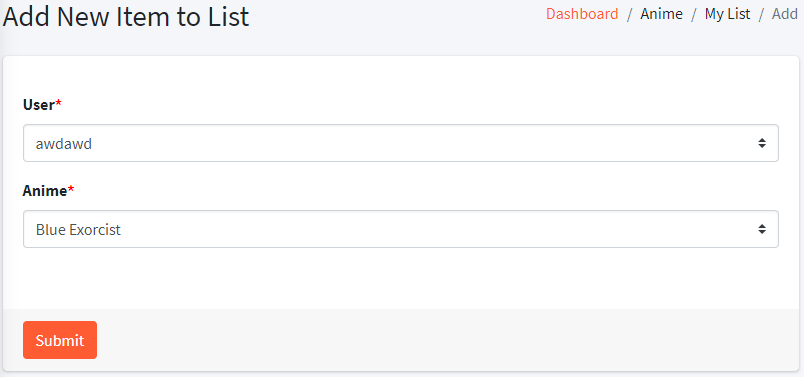 Add New Item to List
Dashboard / Anime / My List / Add
User*
awdawd
Anime*
Blue Exorcist
Submit